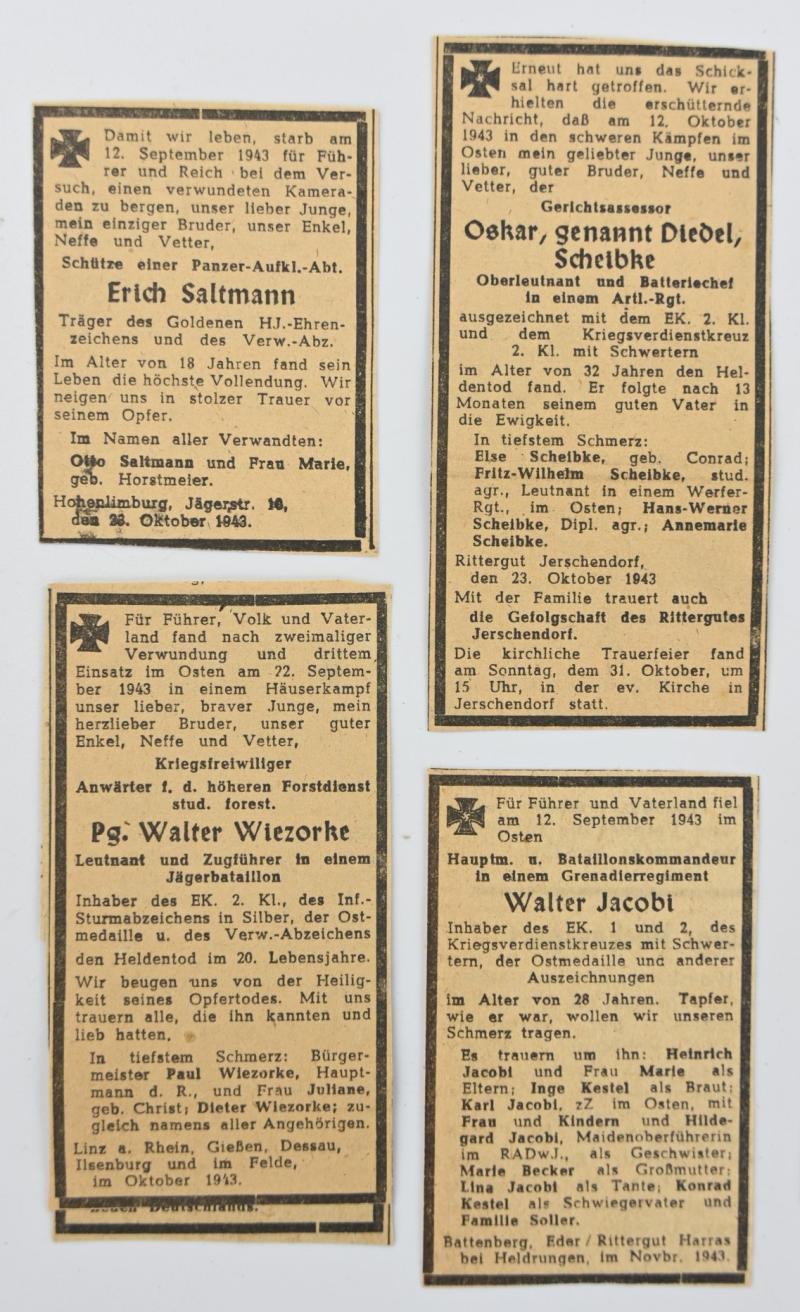 Damit wir leben, starb am
12. September 1943 für Füh-
rer und Reich bei dem Ver-
such, einen verwundeten Kamera-
den zu bergen, unser lieber Junge,
mein einziger Bruder, unser Enkel,
Neffe und Vetter,
Schütze einer Panzer-Aufkl.-Abt.
Erich Saltmann
Träger des Goldenen HJ.-Ehren-
zeichens und des Verw.-Abz.
Im Alter von 18 Jahren fand sein
Leben die höchste Vollendung. Wir
neigen uns in stolzer Trauer vor
seinem Opfer.
Im Namen aller Verwandten:
Otto Saltmann und Frau Marie,
geb. Horstmeier.
Hohenlimburg, Jägerstr. 16,
den Oktober 1943.
Für Führer, Volk und Vater-
land fand nach zweimaliger
Verwundung und drittem
Einsatz im Osten am 22. Septem-
ber 1943 in einem Häuserkampf
unser lieber, braver Junge, mein
herzlieber Bruder, unser guter
Enkel, Neffe und Vetter,
Kriegsfreiwilliger
Anwärter f. d. höheren Forstdienst
stud. forest.
Pg. Walter Wiezorke
Leutnant und Zugführer in einem
Jägerbataillon
Inhaber des EK. 2. Kl., des Inf.-
Sturmabzeichens in Silber, der Ost-
medaille u. des Verw.-Abzeichens
den Heldentod im 20. Lebensjahre.
Wir beugen uns von der Heilig-
keit seines Opfertodes. Mit uns
trauern alle, die ihn kannten und
lieb hatten.
In tiefstem Schmerz: Bürger-
meister Paul Wiezorke, Haupt-
mann d. R., und Frau Juliane,
geb. Christ; Dieter Wiezorke; zu-
gleich namens aller Angehörigen.
Linz a. Rhein, Gießen, Dessau,
Ilsenburg und im Felde,
im Oktober 1943.
Deutschlands.
Erneut hat uns das Schick-
sal hart getroffen. Wir er-
hielten die erschütternde
Nachricht, daß am 12. Oktober
1943 in den schweren Kämpfen im
Osten mein geliebter Junge, unser
lieber, guter Bruder, Neffe und
Vetter, der
Gerichtsassessor
Oskar, genannt Diedel,
Scheibke
Oberleutnant und Batteriechef
in einem Artl.-Rgt.
ausgezeichnet mit dem EK. 2. Kl.
und dem Kriegsverdienstkreuz
2. Kl. mit Schwertern
im Alter von 32 Jahren den Hel-
dentod fand. Er folgte nach 13
Monaten seinem guten Vater in
die Ewigkeit.
In tiefstem Schmerz:
Else Scheibke, geb. Conrad;
Fritz-Wilhelm Scheibke, stud.
agr., Leutnant in einem Werfer-
Rgt., im Osten; Hans-Werner
Scheibke, Dipl. agr.; Annemarie
Scheibke.
Rittergut Jerschendorf,
den 23. Oktober 1943
Mit der Familie trauert auch
die Gefolgschaft des Rittergutes
Jerschendorf.
Die kirchliche Trauerfeier fand
am Sonntag, dem 31. Oktober, um
15 Uhr, in der ev. Kirche in
Jerschendorf statt.
Für Führer und Vaterland fiel
am 12. September 1943 im
Osten
Hauptm. u. Bataillonskommandeur
in einem Grenadierregiment
Walter Jacobi
Inhaber des EK. 1 und 2, des
Kriegsverdienstkreuzes mit Schwer-
tern, der Ostmedaille und anderer
Auszeichnungen
im Alter von 28 Jahren. Tapfer,
wie er war, wollen wir unseren
Schmerz tragen.
Es trauern um ihn: Heinrich
Jacobi und Frau Marie als
Eltern; Inge Kestel als Braut;
Karl Jacobi, zZ im Osten, mit
Frau und Kindern und Hilde-
gard Jacobi, Maidenoberführerin
im RADwJ., als Geschwister;
Marie Becker als Großmutter;
Lina Jacobi als Tante; Konrad
Kestel als Schwiegervater und
Familie Soller.
Battenberg, Eder / Rittergut Harras
bei Heldrungen, im Novbr. 1943.